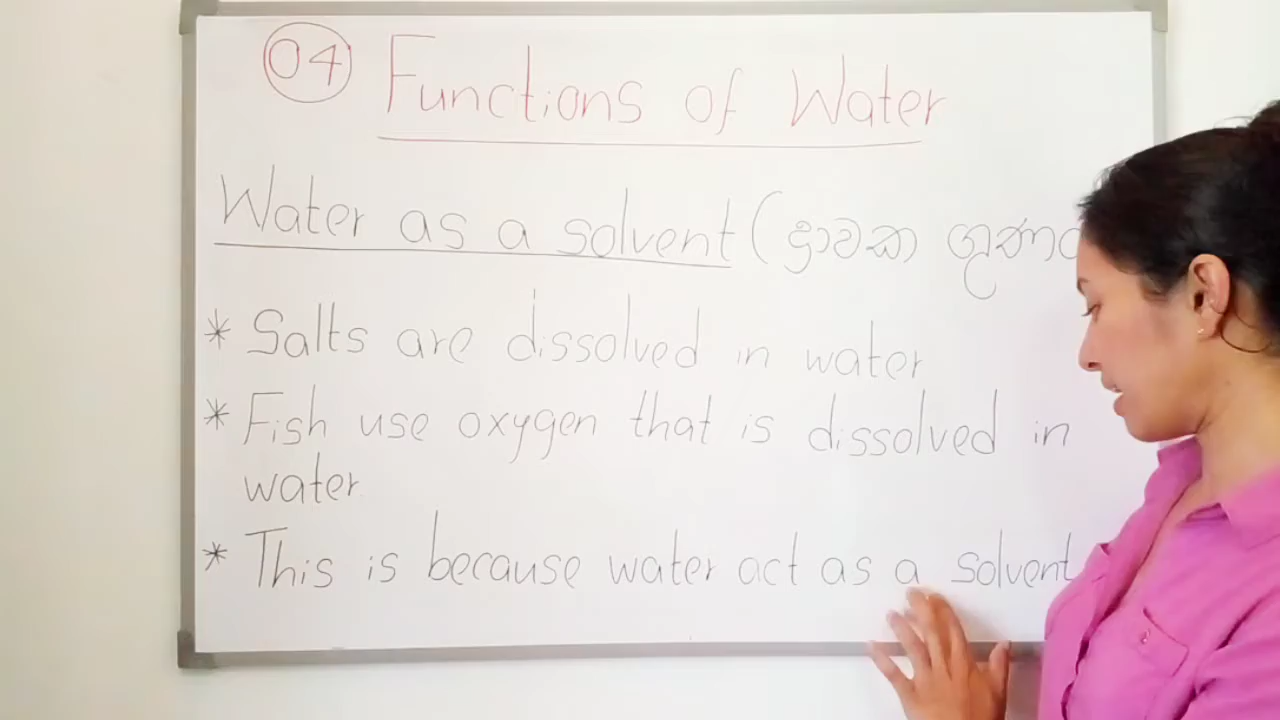 04 Functions of Water
Water as a solvent (ද්‍රාවක
* Salts are dissolved in water
* Fish use oxygen that is dissolved in
water
* This is because water act as a solvent